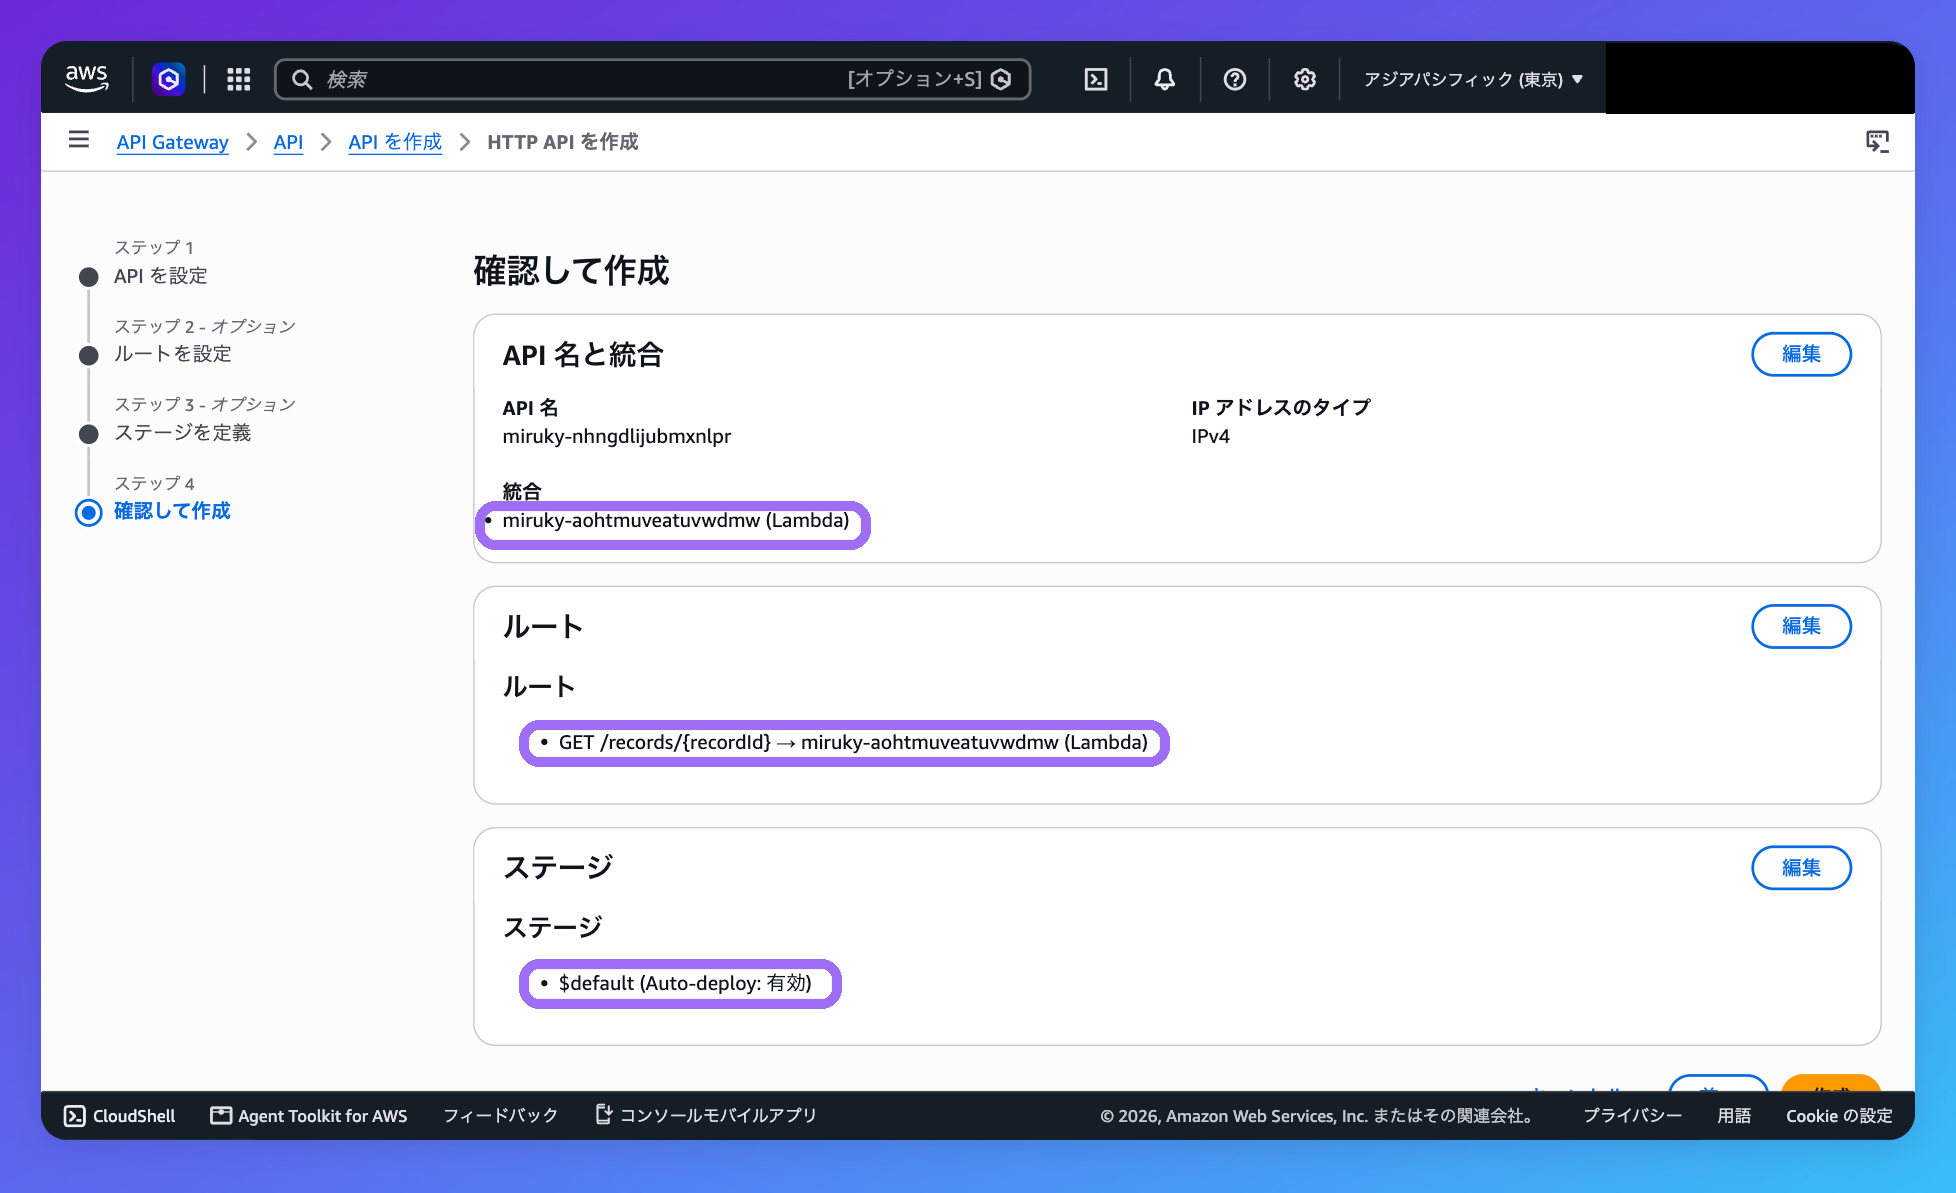 aws
検索
[オプション+S]
アジアパシフィック (東京) ▼
API Gateway > API > API を作成 > HTTP API を作成
ステップ 1
API を設定
ステップ 2 - オプション
ルートを設定
ステップ 3 - オプション
ステージを定義
ステップ 4
確認して作成
確認して作成
API 名と統合
編集
API 名
miruky-nhngdlijubmxnlpr
IP アドレスのタイプ
IPv4
統合
• miruky-aohtmuveatuvwdmw (Lambda)
ルート
編集
ルート
• GET /records/{recordId} → miruky-aohtmuveatuvwdmw (Lambda)
ステージ
編集
ステージ
• $default (Auto-deploy: 有効)
CloudShell
Agent Toolkit for AWS
フィードバック
コンソールモバイルアプリ
© 2026, Amazon Web Services, Inc. またはその関連会社。
プライバシー
用語
Cookie の設定